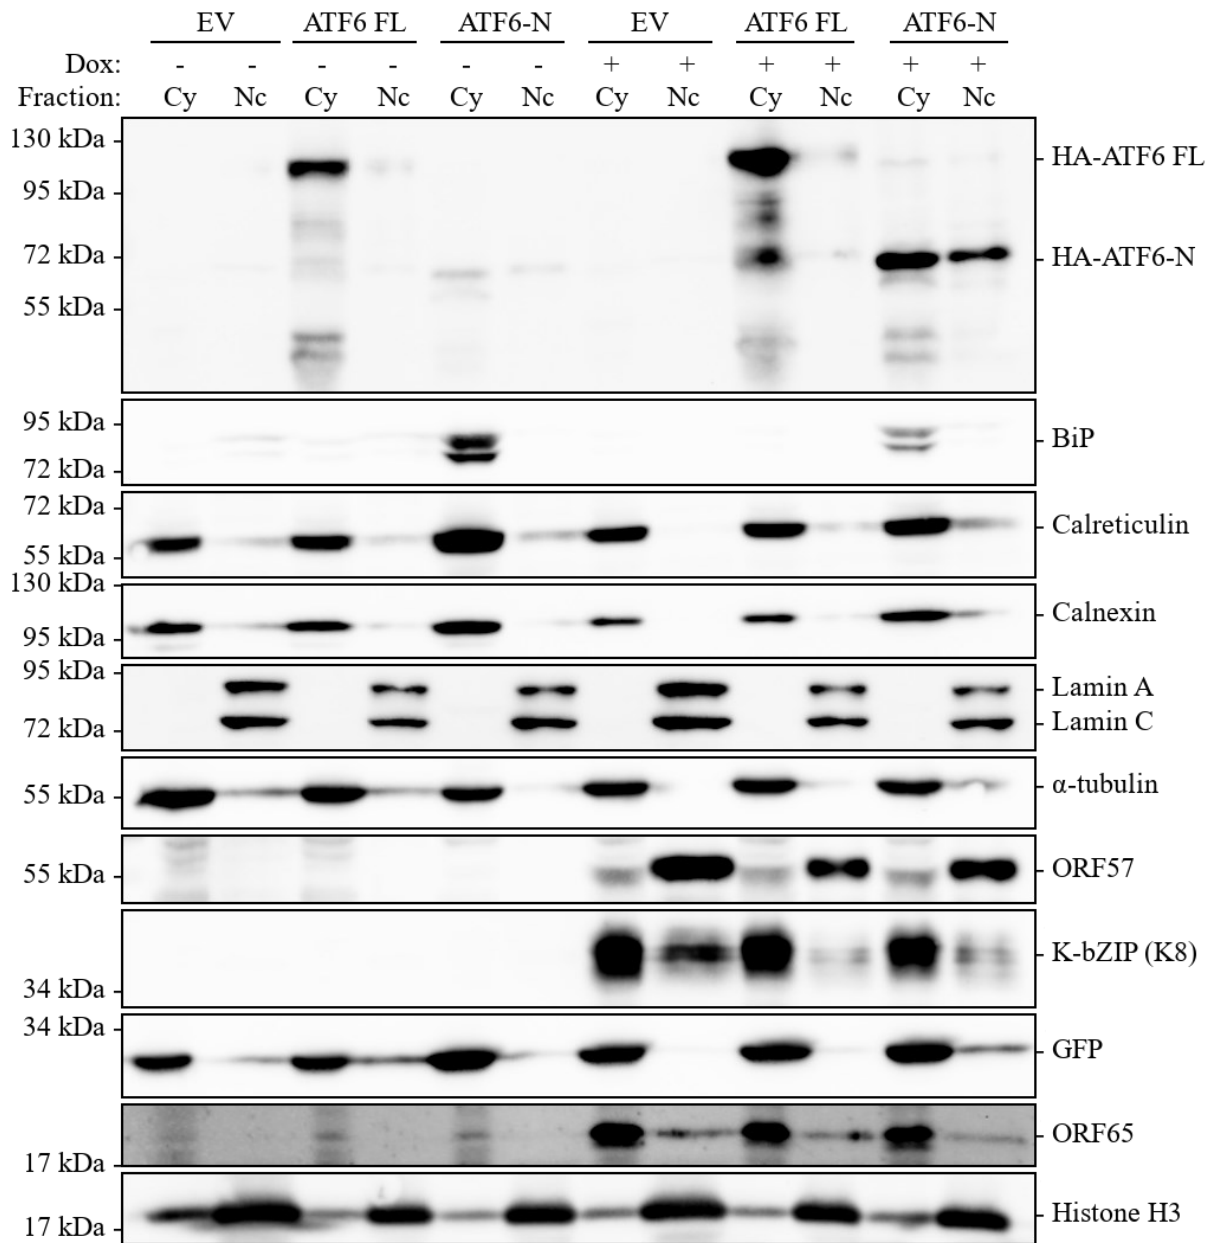 EV ATF6 FL ATF6-N EV ATF6 FL ATF6-N
Dox: - - - - - - + + + + + +
Fraction: Cy Nc Cy Nc Cy Nc Cy Nc Cy Nc Cy Nc
130 kDa
HA-ATF6 FL
95 kDa
72 kDa
HA-ATF6-N
55 kDa
95 kDa
BiP
72 kDa
72 kDa
Calreticulin
55 kDa
130 kDa
Calnexin
95 kDa
95 kDa
Lamin A
Lamin C
72 kDa
α-tubulin
55 kDa
ORF57
55 kDa
K-bZIP (K8)
34 kDa
34 kDa
GFP
ORF65
17 kDa
Histone H3
17 kDa